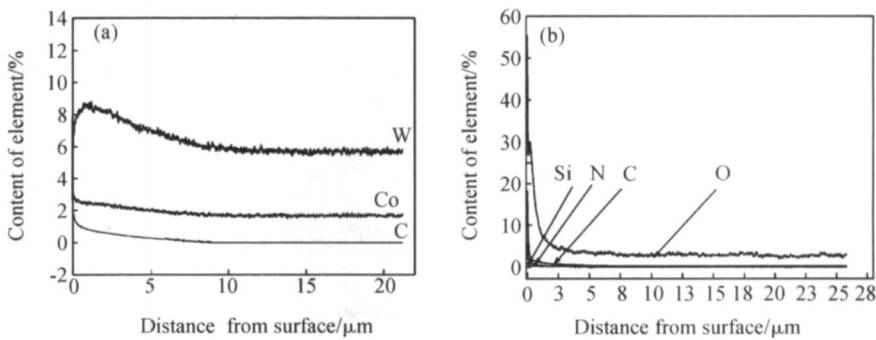 (a)
Content of element/%
14
12
10
8
6
4
2
0
-2
W
Co
C
0 5 10 15 20
Distance from surface/μm
(b)
Content of element/%
60
50
40
30
20
10
0
Si N C O
0 3 5 8 10 13 15 18 20 23 25 28
Distance from surface/μm